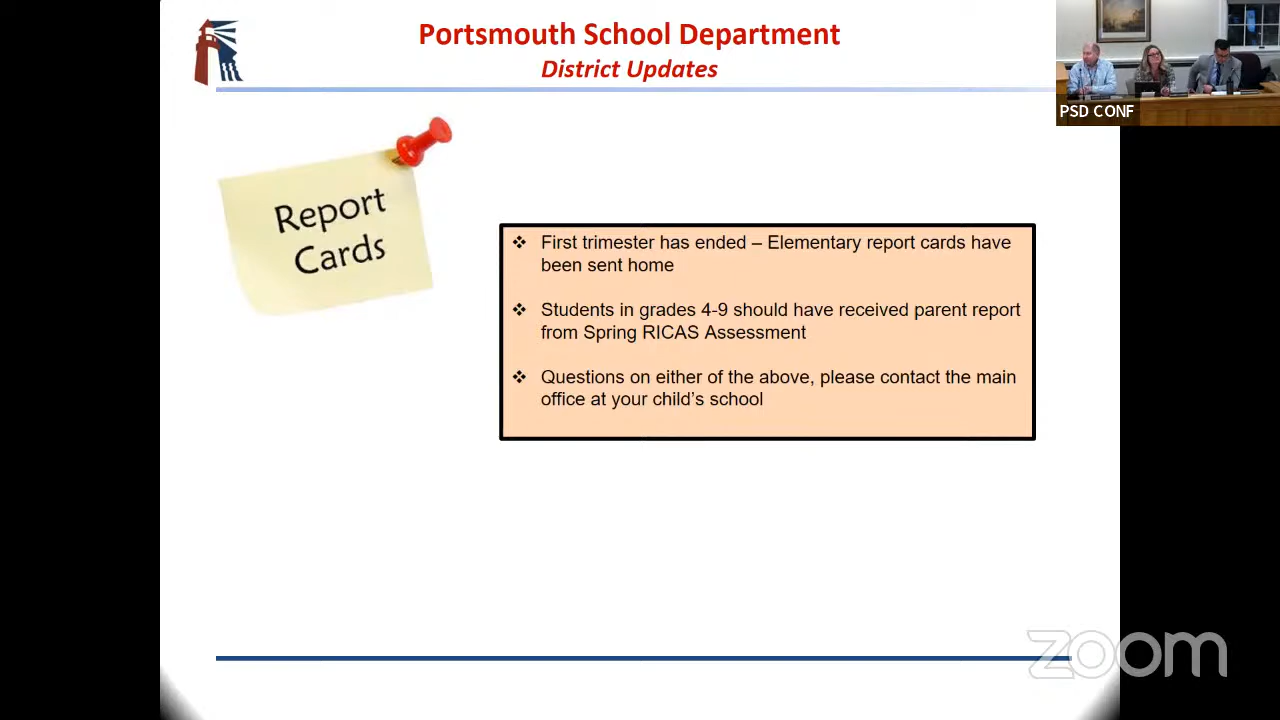 Portsmouth School Department
District Updates
PSD CONF
Report
Cards
❖ First trimester has ended – Elementary report cards have
been sent home
❖ Students in grades 4-9 should have received parent report
from Spring RICAS Assessment
❖ Questions on either of the above, please contact the main
office at your child’s school
zoom